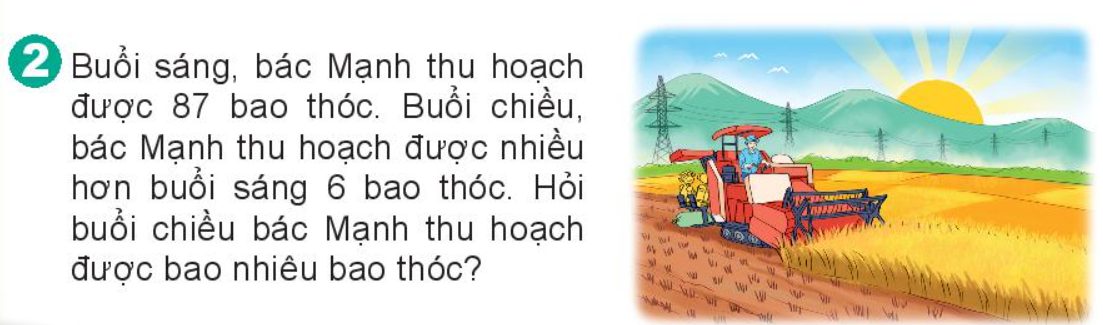 2 Buổi sáng, bác Mạnh thu hoạch
được 87 bao thóc. Buổi chiều,
bác Mạnh thu hoạch được nhiều
hơn buổi sáng 6 bao thóc. Hỏi
buổi chiều bác Mạnh thu hoạch
được bao nhiêu bao thóc?